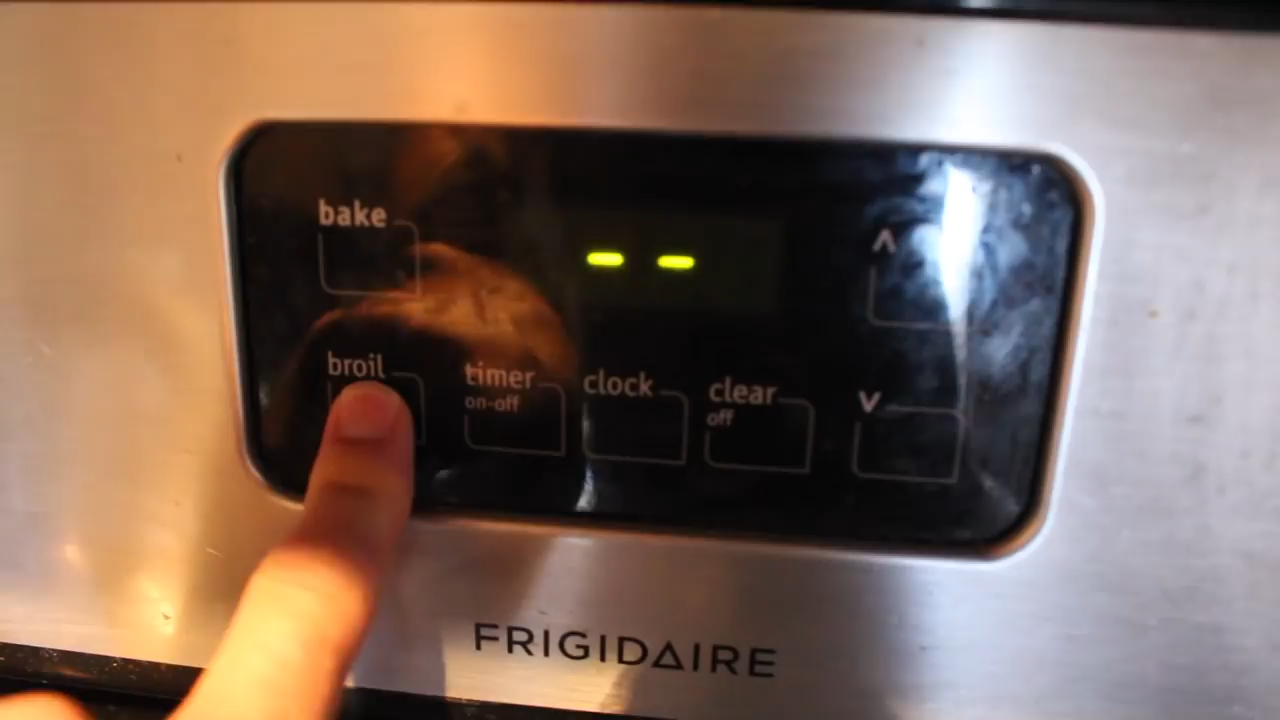 bake
^
broil
timer
on-off
clock
clear
off
v
-- 
FRIGIDAIRE